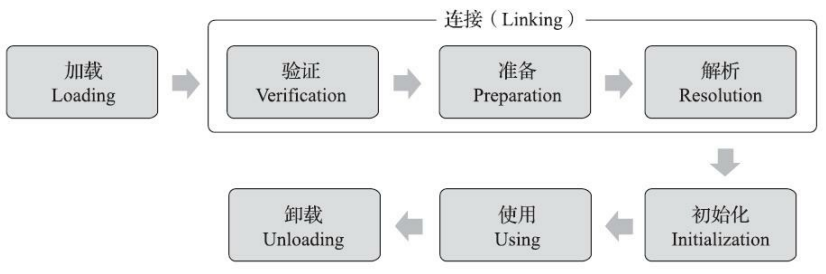 连接（Linking）
加载
Loading
验证
Verification
准备
Preparation
解析
Resolution
初始化
Initialization
使用
Using
卸载
Unloading